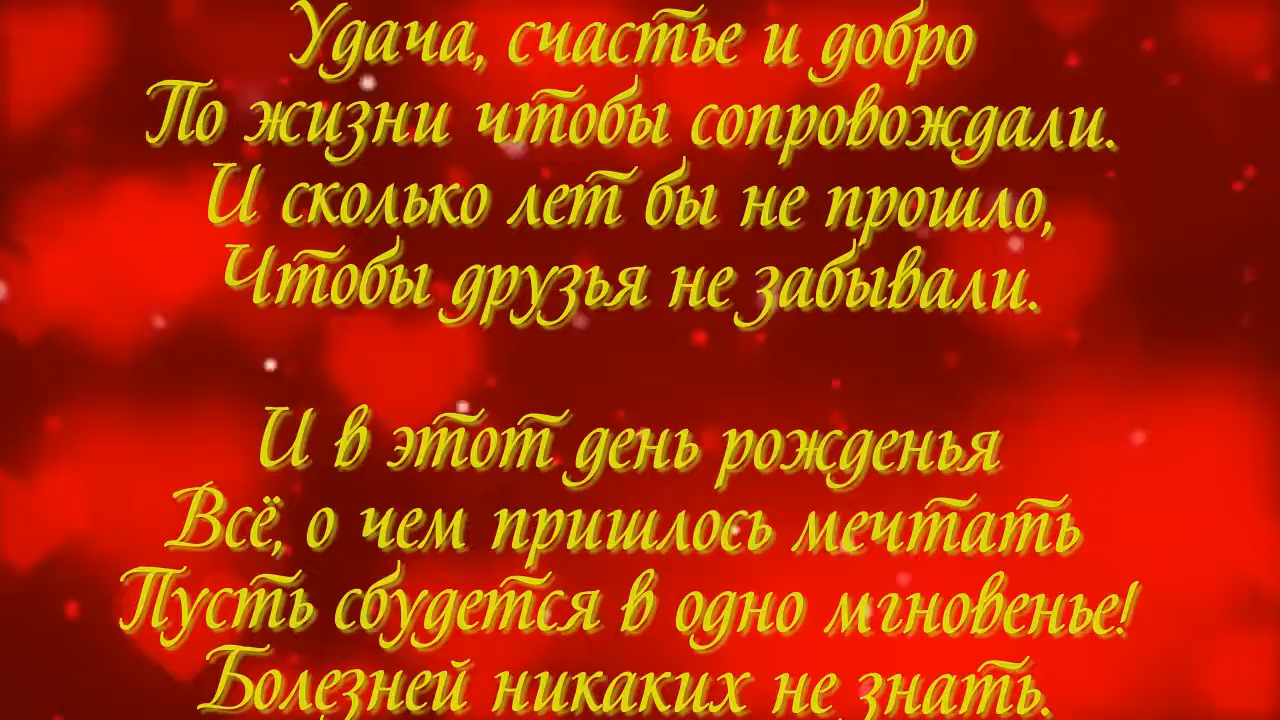 Удача, счастье и добро
По жизни чтобы сопровождали.
И сколько лет бы не прошло,
Чтобы друзья не забывали.
И в этот день рожденья
Всё, о чем пришлось мечтать
Пусть сбудется в одно мгновенье!
Болезней никаких не знать.